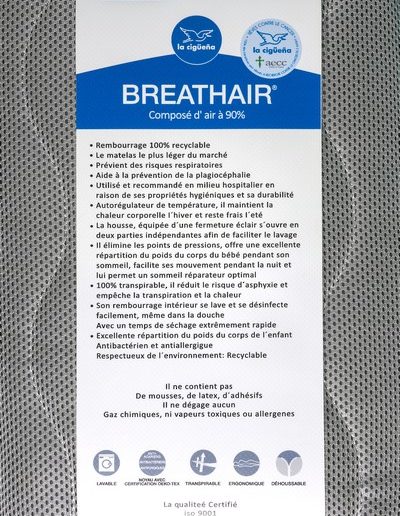 la cigüeña
la cigüeña
aecc
BREATHAIR®
Composé d' air à 90%
• Rembourrage 100% recyclable
• Le matelas le plus léger du marché
• Prévient des risques respiratoires
• Aide à la prévention de la plagiocéphalie
• Utilisé et recommandé en milieu hospitalier en
raison de ses propriétés hygiéniques et sa durabilité
• Autorégulateur de température, il maintient la
chaleur corporelle l´hiver et reste frais l´eté
• La housse, équipée d'une fermeture éclair s´ouvre en
deux parties indépendantes afin de faciliter le lavage
• Il élimine les points de pressions, offre une excellente
répartition du poids du corps du bébé pendant son
sommeil, facilite ses mouvement pendant la nuit et
lui permet un sommeil réparateur optimal
• 100% transpirable, il réduit le risque d´asphyxie et
empêche la transpiration et la chaleur
• Son rembourrage intérieur se lave et se désinfecte
facilement, même dans la douche
Avec un temps de séchage extrêmement rapide
• Excellente répartition du poids du corps de l´enfant
Antibactérien et antiallergique
Respectueux de l´environnement: Recyclable
Il ne contient pas
De mousses, de latex, d´adhésifs
Il ne dégage aucun
Gaz chimiques, ni vapeurs toxiques ou allergenes
LAVABLE
NOYAU AVEC
CERTIFICATION OEKO-TEX
TRANSPIRABLE
ERGONOMIQUE
DÉHOUSSABLE
La qualiteé Certifié
iso 9001